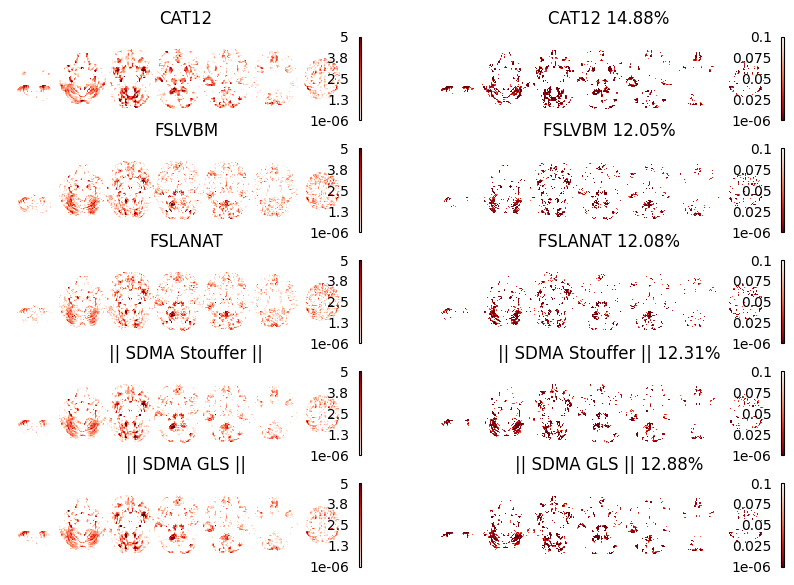 CAT12
CAT12 14.88%
5
3.8
2.5
1.3
1e-06
0.1
0.075
0.05
0.025
1e-06
FSLVBM
FSLVBM 12.05%
5
3.8
2.5
1.3
1e-06
0.1
0.075
0.05
0.025
1e-06
FSLANAT
FSLANAT 12.08%
5
3.8
2.5
1.3
1e-06
0.1
0.075
0.05
0.025
1e-06
|| SDMA Stouffer ||
|| SDMA Stouffer || 12.31%
5
3.8
2.5
1.3
1e-06
0.1
0.075
0.05
0.025
1e-06
|| SDMA GLS ||
|| SDMA GLS || 12.88%
5
3.8
2.5
1.3
1e-06
0.1
0.075
0.05
0.025
1e-06